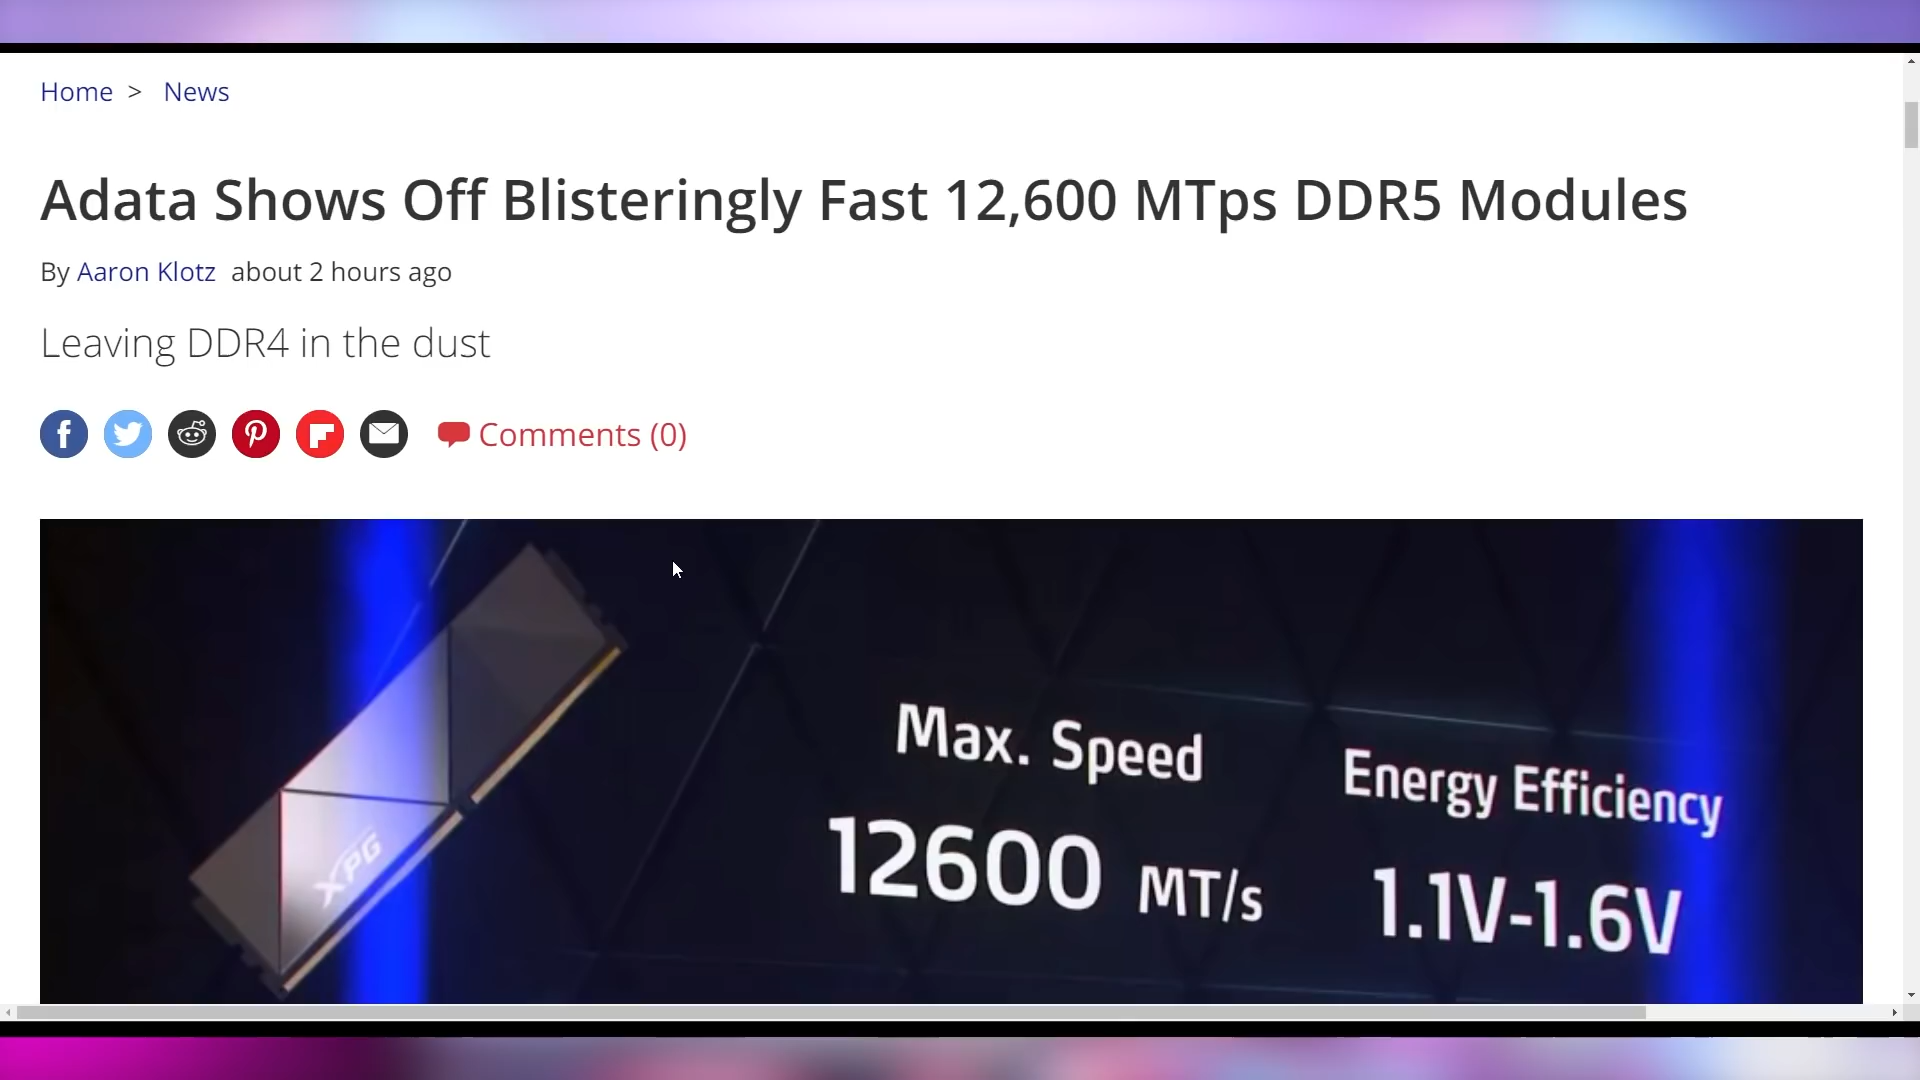 Home > News
Adata Shows Off Blisteringly Fast 12,600 MTps DDR5 Modules
By Aaron Klotz about 2 hours ago
Leaving DDR4 in the dust
Comments (0)
Max. Speed
12600 MT/s
Energy Efficiency
1.1V-1.6V
XPG